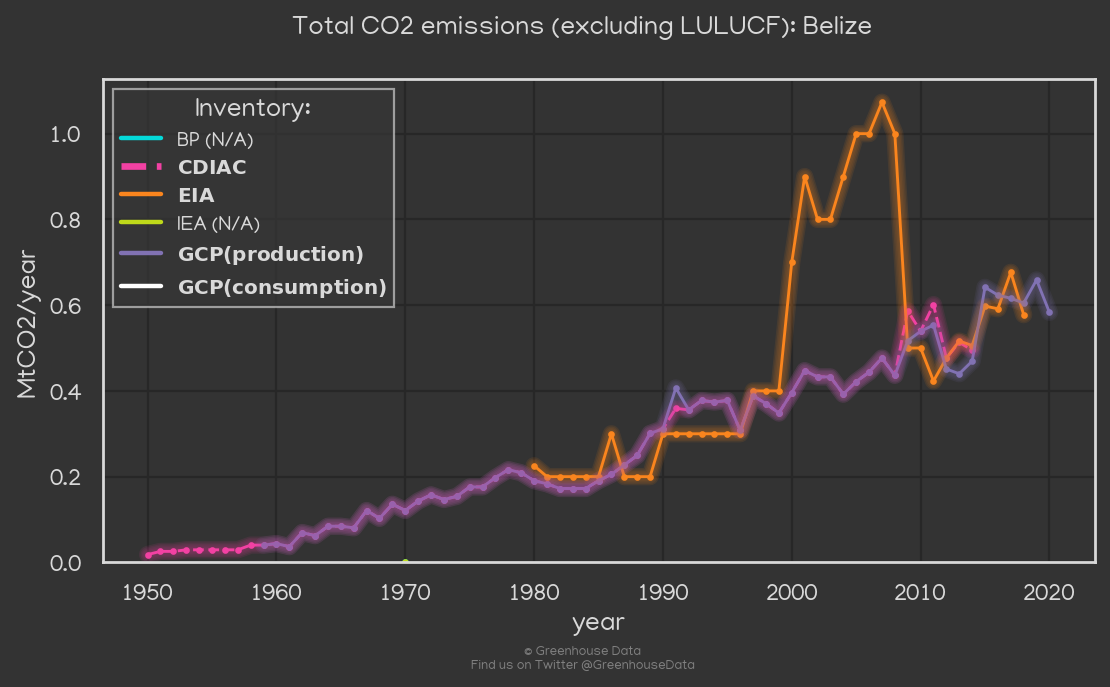 Total CO2 emissions (excluding LULUCF): Belize
Inventory:
BP (N/A)
CDIAC
EIA
IEA (N/A)
GCP(production)
GCP(consumption)
MtCO2/year
1.0
0.8
0.6
0.4
0.2
0.0
1950 1960 1970 1980 1990 2000 2010 2020
year
© Greenhouse Data
Find us on Twitter @GreenhouseData